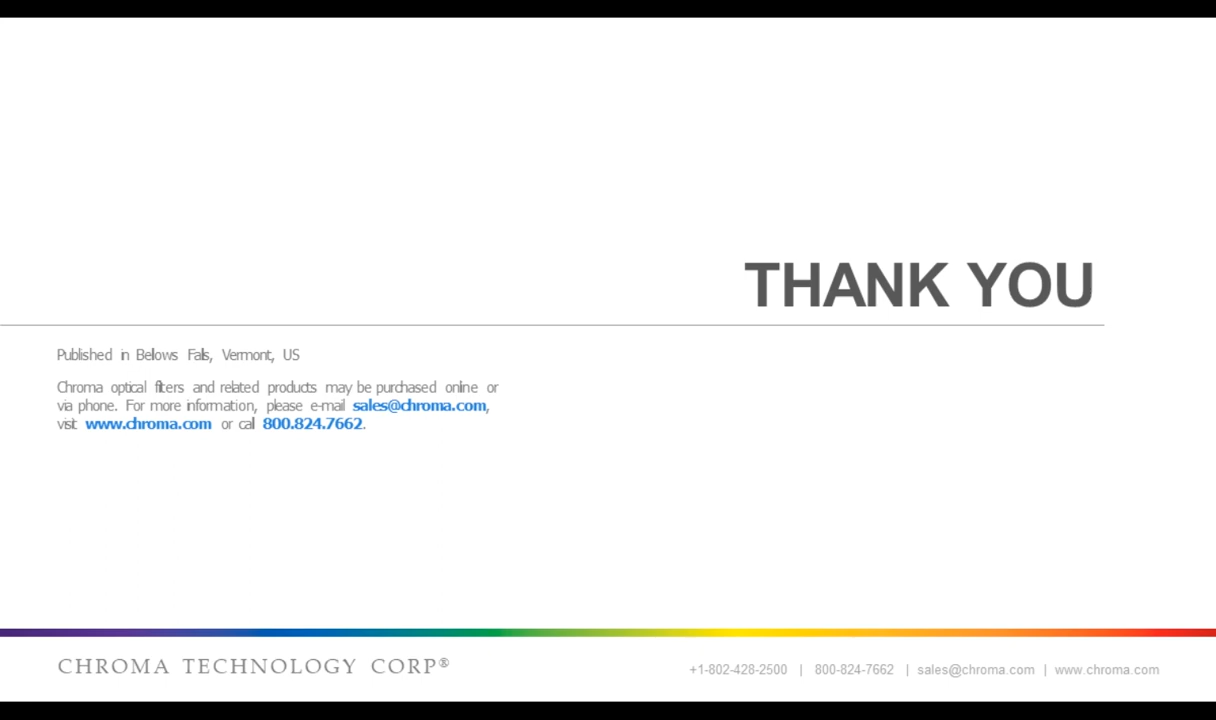 THANK YOU
Published in Bellows Falls, Vermont, US
Chroma optical filters and related products may be purchased online or
via phone. For more information, please e-mail sales@chroma.com,
visit www.chroma.com or call 800.824.7662.
CHROMA TECHNOLOGY CORP®
+1-802-428-2500 | 800-824-7662 | sales@chroma.com | www.chroma.com